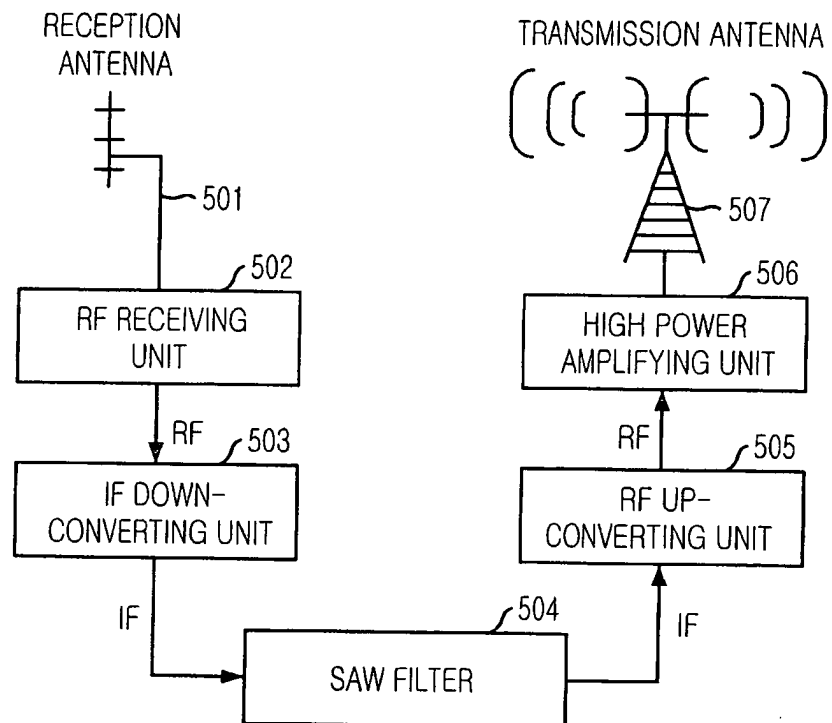 RECEPTION
ANTENNA
TRANSMISSION ANTENNA
501
507
502
506
RF RECEIVING
UNIT
HIGH POWER
AMPLIFYING UNIT
RF
503
RF
505
IF DOWN-
CONVERTING UNIT
RF UP-
CONVERTING UNIT
IF
504
IF
SAW FILTER